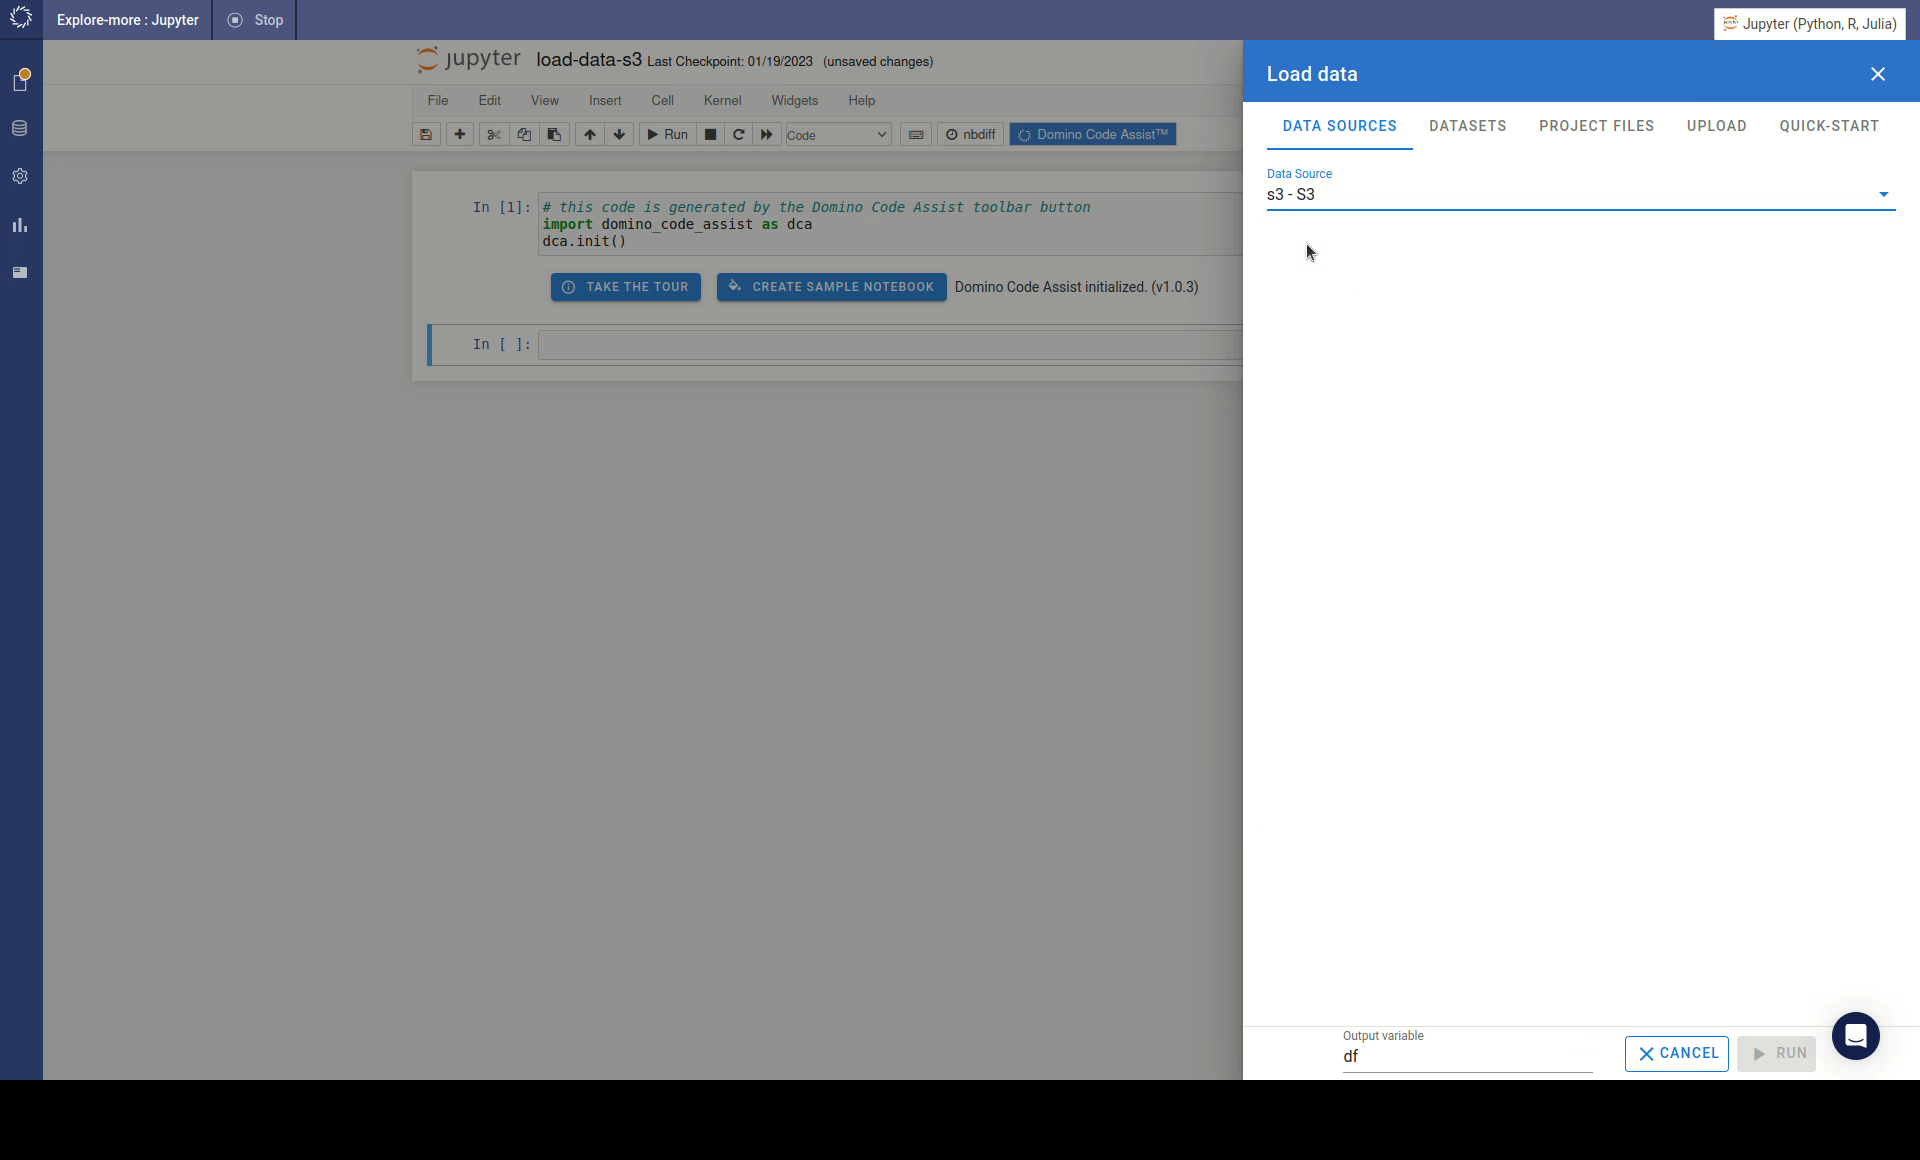 Explore-more : Jupyter
Stop
Jupyter (Python, R, Julia)
jupyter load-data-s3 Last Checkpoint: 01/19/2023 (unsaved changes)
File Edit View Insert Cell Kernel Widgets Help
Run Code nbdiff Domino Code Assist™
In [1]: # this code is generated by the Domino Code Assist toolbar button
import domino_code_assist as dca
dca.init()
TAKE THE TOUR CREATE SAMPLE NOTEBOOK Domino Code Assist initialized. (v1.0.3)
In [ ]:
Load data
DATA SOURCES DATASETS PROJECT FILES UPLOAD QUICK-START
Data Source
s3 - S3
Output variable
df
CANCEL RUN